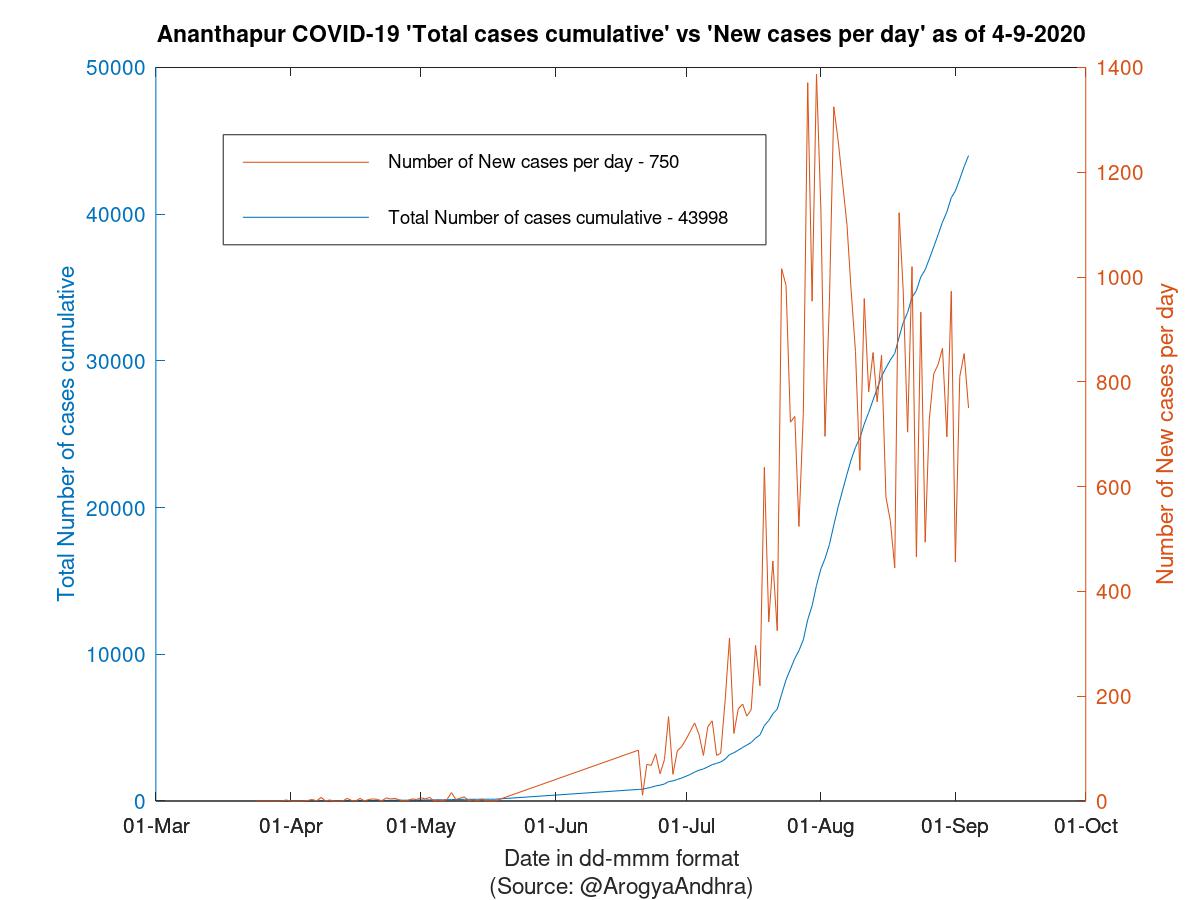 Ananthapur COVID-19 'Total cases cumulative' vs 'New cases per day' as of 4-9-2020
50000
40000
30000
20000
10000
0
Total Number of cases cumulative
Number of New cases per day - 750
Total Number of cases cumulative - 43998
1400
1200
1000
800
600
400
200
0
Number of New cases per day
01-Mar 01-Apr 01-May 01-Jun 01-Jul 01-Aug 01-Sep 01-Oct
Date in dd-mmm format
(Source: @ArogyaAndhra)